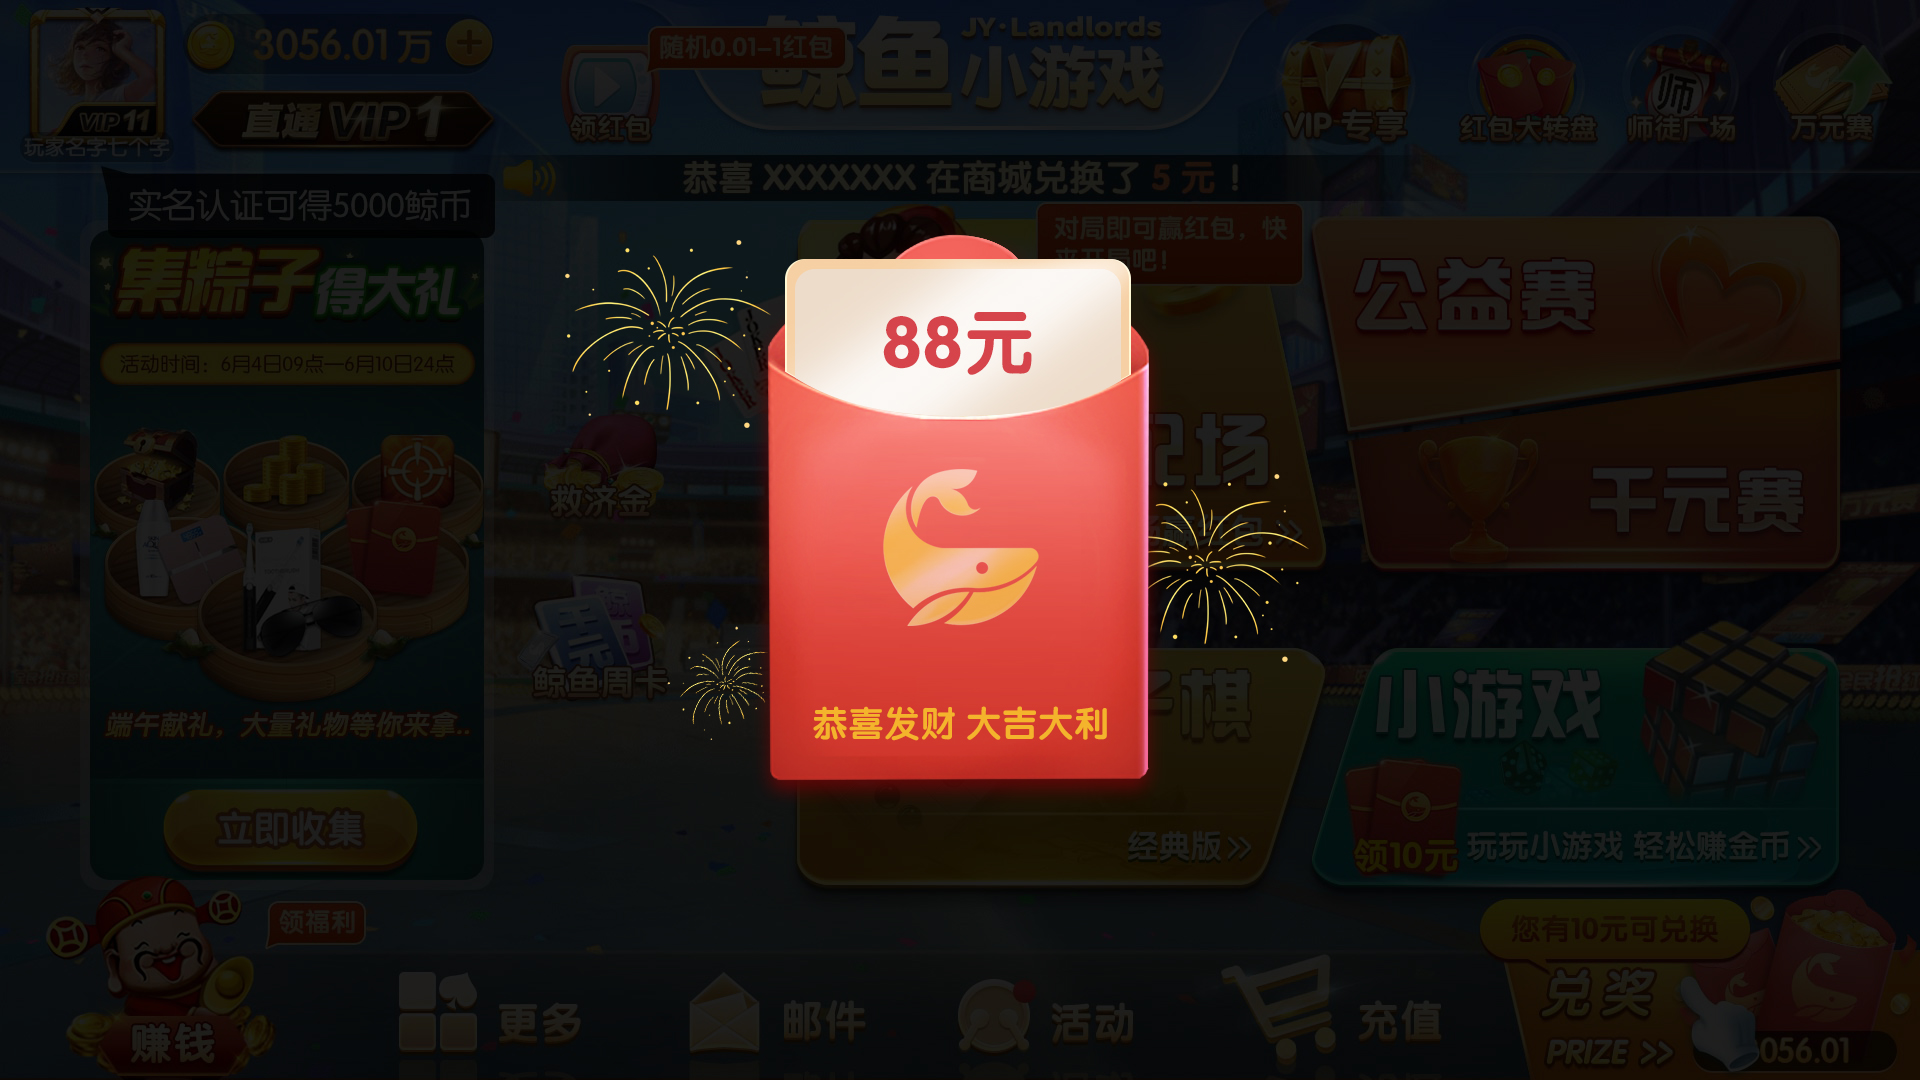 3056.01万
随机0.01-1红包
鲸鱼
JY·Landlords
小游戏
VIP 11
玩家名字七个字
直通VIP 1
领红包
VIP 专享
红包大转盘
师
师徒广场
万元赛
恭喜 XXXXXXX 在商城兑换了 5 元 ！
实名认证可得5000鲸币
对局即可赢红包，快
集粽子得大礼
活动时间：6月4日09点—6月10日24点
88元
公益赛
千元赛
配场
救济金
鲸鱼周卡
恭喜发财 大吉大利
端午献礼，大量礼物等你来拿..
立即收集
子棋
经典版
小游戏
领10元
玩玩小游戏 轻松赚金币
领福利
赚钱
更多
邮件
活动
充值
您有10元可兑换
兑奖
PRIZE >>
056.01